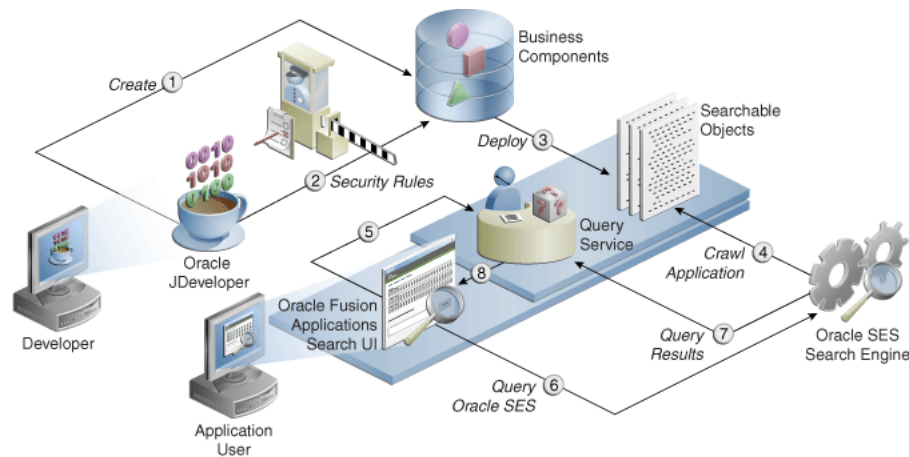 Business
Components
Create
1
Searchable
Objects
Deploy
3
0010
1010
0100
2
Security Rules
5
Query
Service
Oracle
JDeveloper
8
Crawl
Application
4
Oracle Fusion
Applications
Search UI
Developer
Query
Results
7
Oracle SES
Search Engine
Query
Oracle SES
6
Application
User